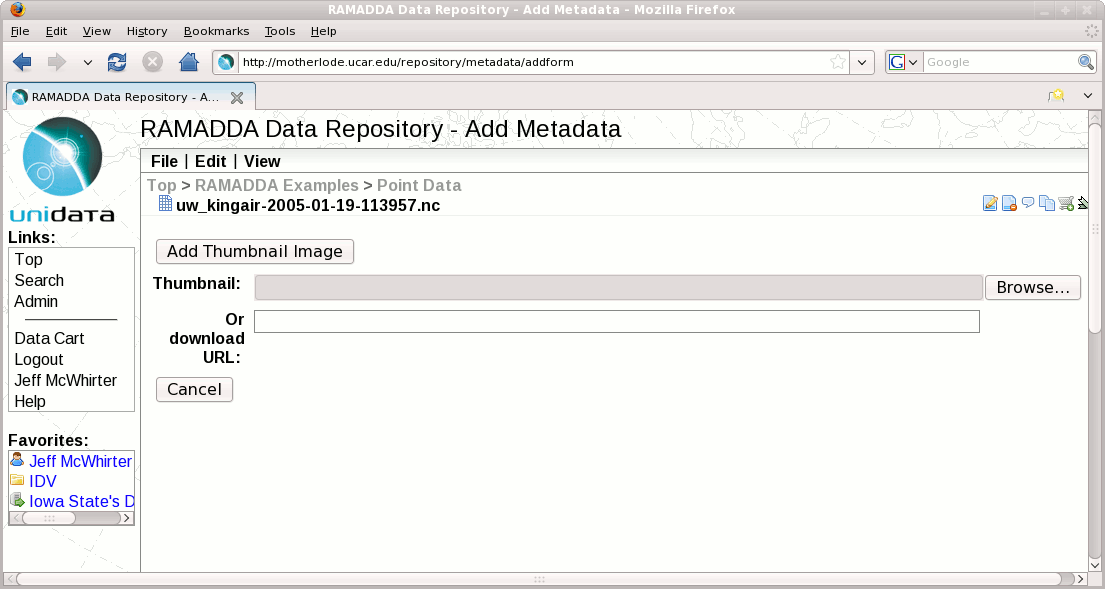 RAMADDA Data Repository - Add Metadata - Mozilla Firefox
File Edit View History Bookmarks Tools Help
http://motherlode.ucar.edu/repository/metadata/addform
G Google
RAMADDA Data Repository - A...
RAMADDA Data Repository - Add Metadata
unidata
File | Edit | View
Top > RAMADDA Examples > Point Data
uw_kingair-2005-01-19-113957.nc
Links:
Top
Search
Admin
Data Cart
Logout
Jeff McWhirter
Help
Favorites:
Jeff McWhirter
IDV
Iowa State's D
Add Thumbnail Image
Thumbnail:
Browse...
Or
download
URL:
Cancel